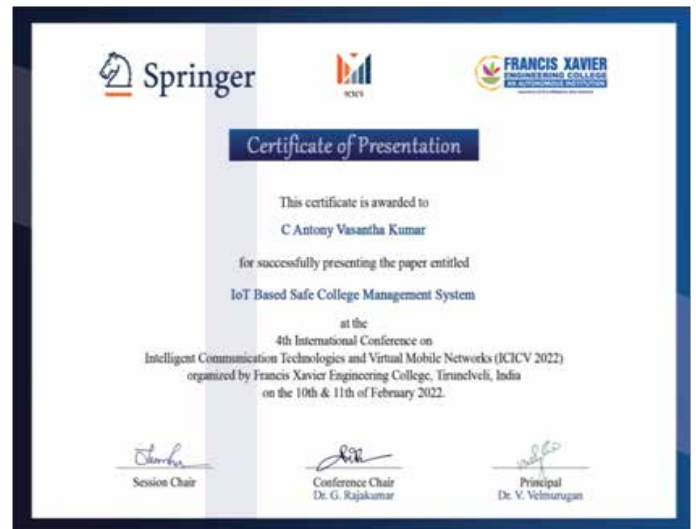 Springer
ICICV
FRANCIS XAVIER
ENGINEERING COLLEGE
AN AUTONOMOUS INSTITUTION
Certificate of Presentation
This certificate is awarded to
C Antony Vasantha Kumar
for successfully presenting the paper entitled
IoT Based Safe College Management System
at the
4th International Conference on
Intelligent Communication Technologies and Virtual Mobile Networks (ICICV 2022)
organized by Francis Xavier Engineering College, Tirunelveli, India
on the 10th & 11th of February 2022.
Session Chair
Conference Chair
Dr. G. Rajakumar
Principal
Dr. V. Velmurugan